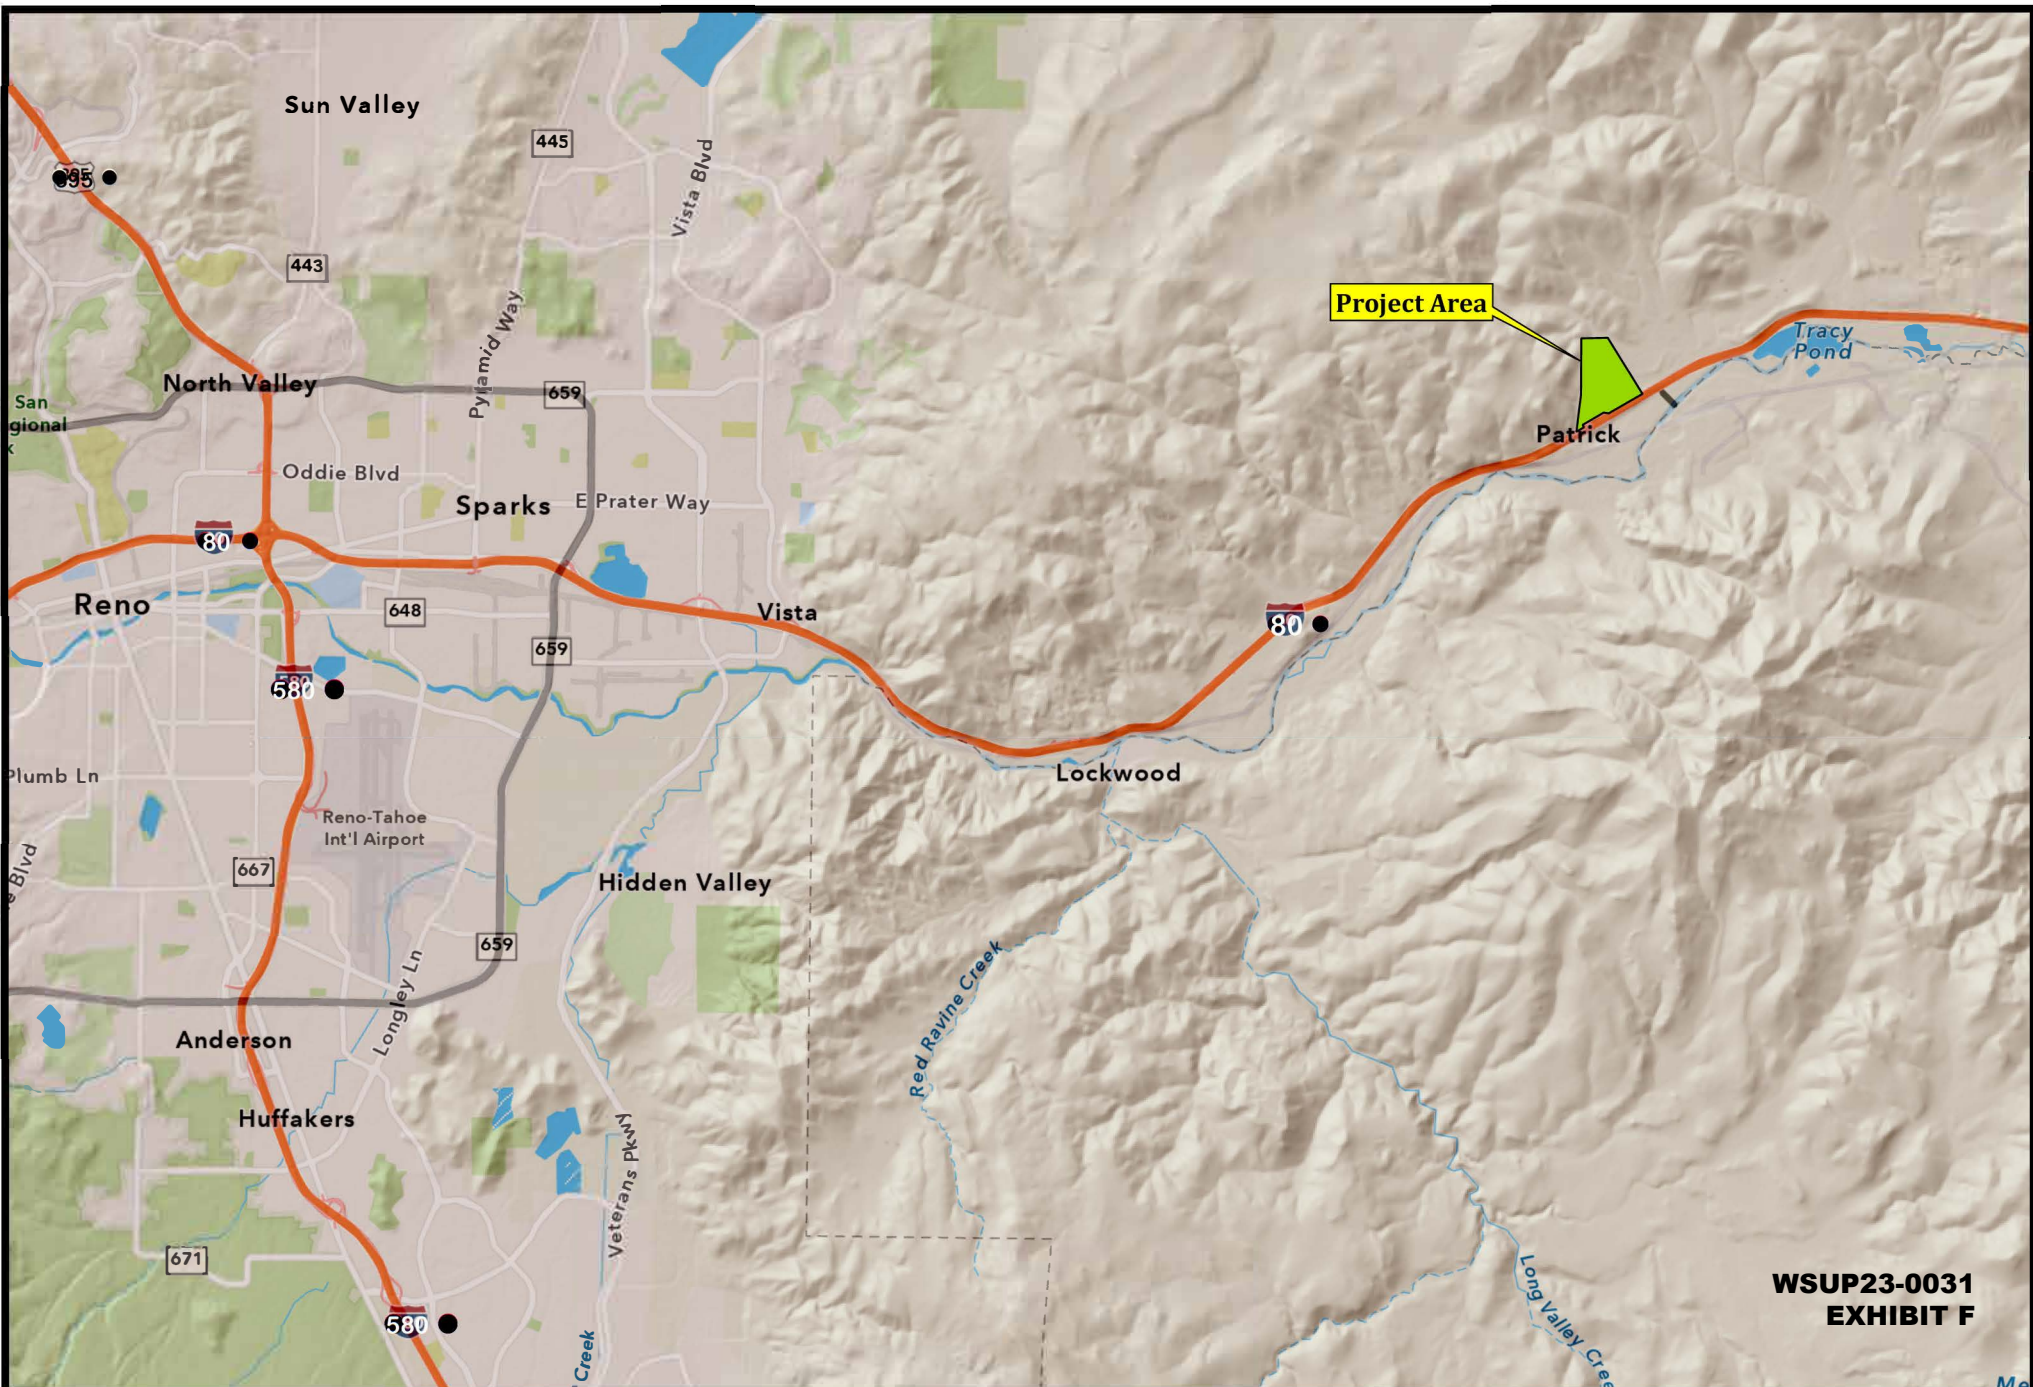 Sun Valley
445
Vista Blvd
395
443
Project Area
Pyramid Way
Tracy
Pond
North Valley
659
San
gional
k
Patrick
Oddie Blvd
Sparks
E Prater Way
80
Reno
648
Vista
80
659
580
Lockwood
Plumb Ln
Reno-Tahoe
Int'l Airport
667
e Blvd
Hidden Valley
659
Red Ravine Creek
Longley Ln
Anderson
Huffakers
Veterans Pkwy
671
Long Valley Cree
WSUP23-0031
EXHIBIT F
580
Creek
Me